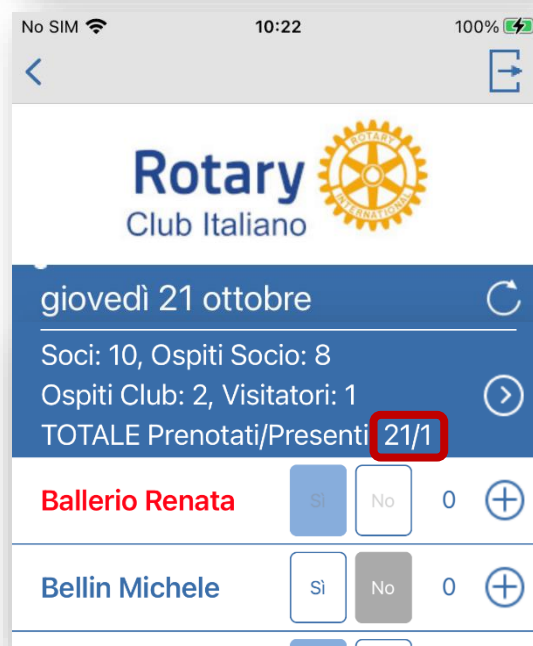 No SIM 10:22 100%
ROTARY
INTERNATIONAL
Rotary
Club Italiano
giovedì 21 ottobre
Soci: 10, Ospiti Socio: 8
Ospiti Club: 2, Visitatori: 1
TOTALE Prenotati/Presenti 21/1
Ballerio Renata Sì No 0
Bellin Michele Sì No 0